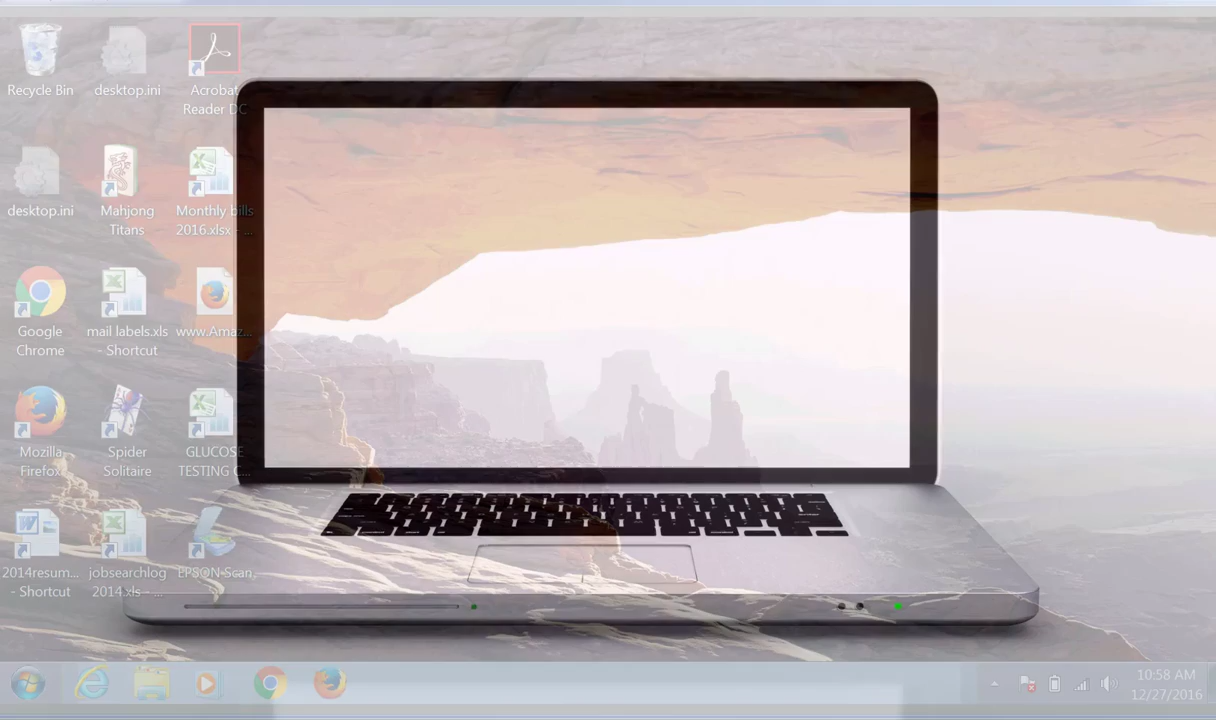 Recycle Bin
desktop.ini
Acrobat
Reader DC
desktop.ini
Mahjong
Titans
Monthly bills
2016.xlsx - ...
Google
Chrome
mail labels.xls
- Shortcut
www.Amaz...
Mozilla
Firefox
Spider
Solitaire
GLUCOSE
TESTING C...
2014resum...
- Shortcut
jobsearchlog
2014.xls - ...
EPSON Scan
10:58 AM
12/27/2016